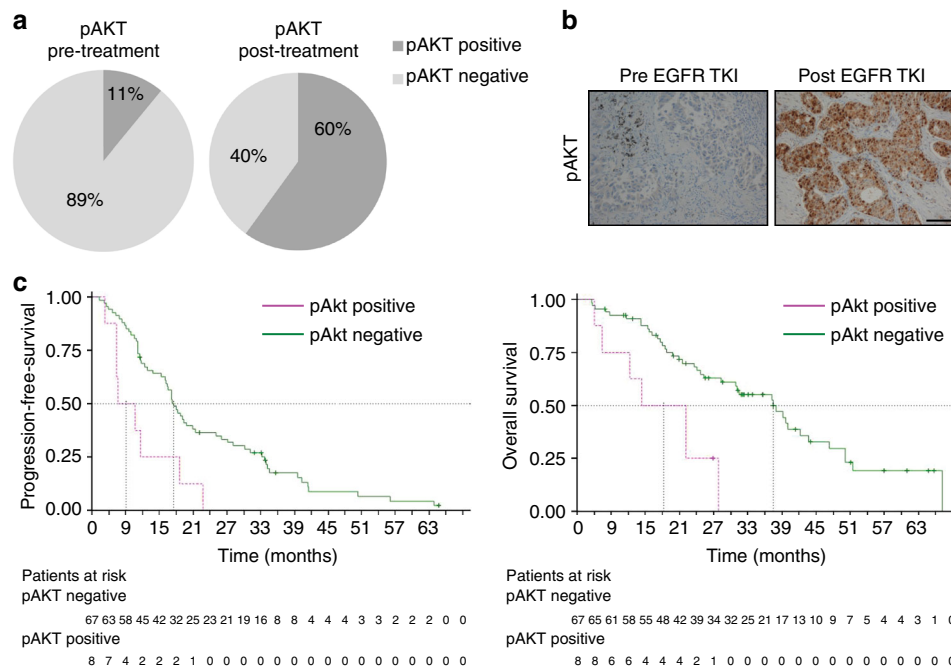 a
pAKT
pre-treatment
pAKT
post-treatment
pAKT positive
pAKT negative
11%
89%
60%
40%
b
Pre EGFR TKI
Post EGFR TKI
pAKT
c
Progression-free-survival
1.00
0.75
0.50
0.25
0.00
pAkt positive
pAkt negative
0 9 15 21 27 33 39 45 51 57 63
Time (months)
Patients at risk
pAKT negative
67 63 58 45 42 32 25 23 21 19 16 8 8 4 4 4 3 3 2 2 2 0 0
pAKT positive
8 7 4 2 2 2 1 0 0 0 0 0 0 0 0 0 0 0 0 0 0 0 0
Overall survival
1.00
0.75
0.50
0.25
0.00
pAkt positive
pAkt negative
0 9 15 21 27 33 39 45 51 57 63
Time (months)
Patients at risk
pAKT negative
67 65 61 58 55 48 42 39 34 32 25 21 17 13 10 9 7 5 4 4 3 1 0
pAKT positive
8 8 6 6 4 4 2 1 0 0 0 0 0 0 0 0 0 0 0 0 0 0 0